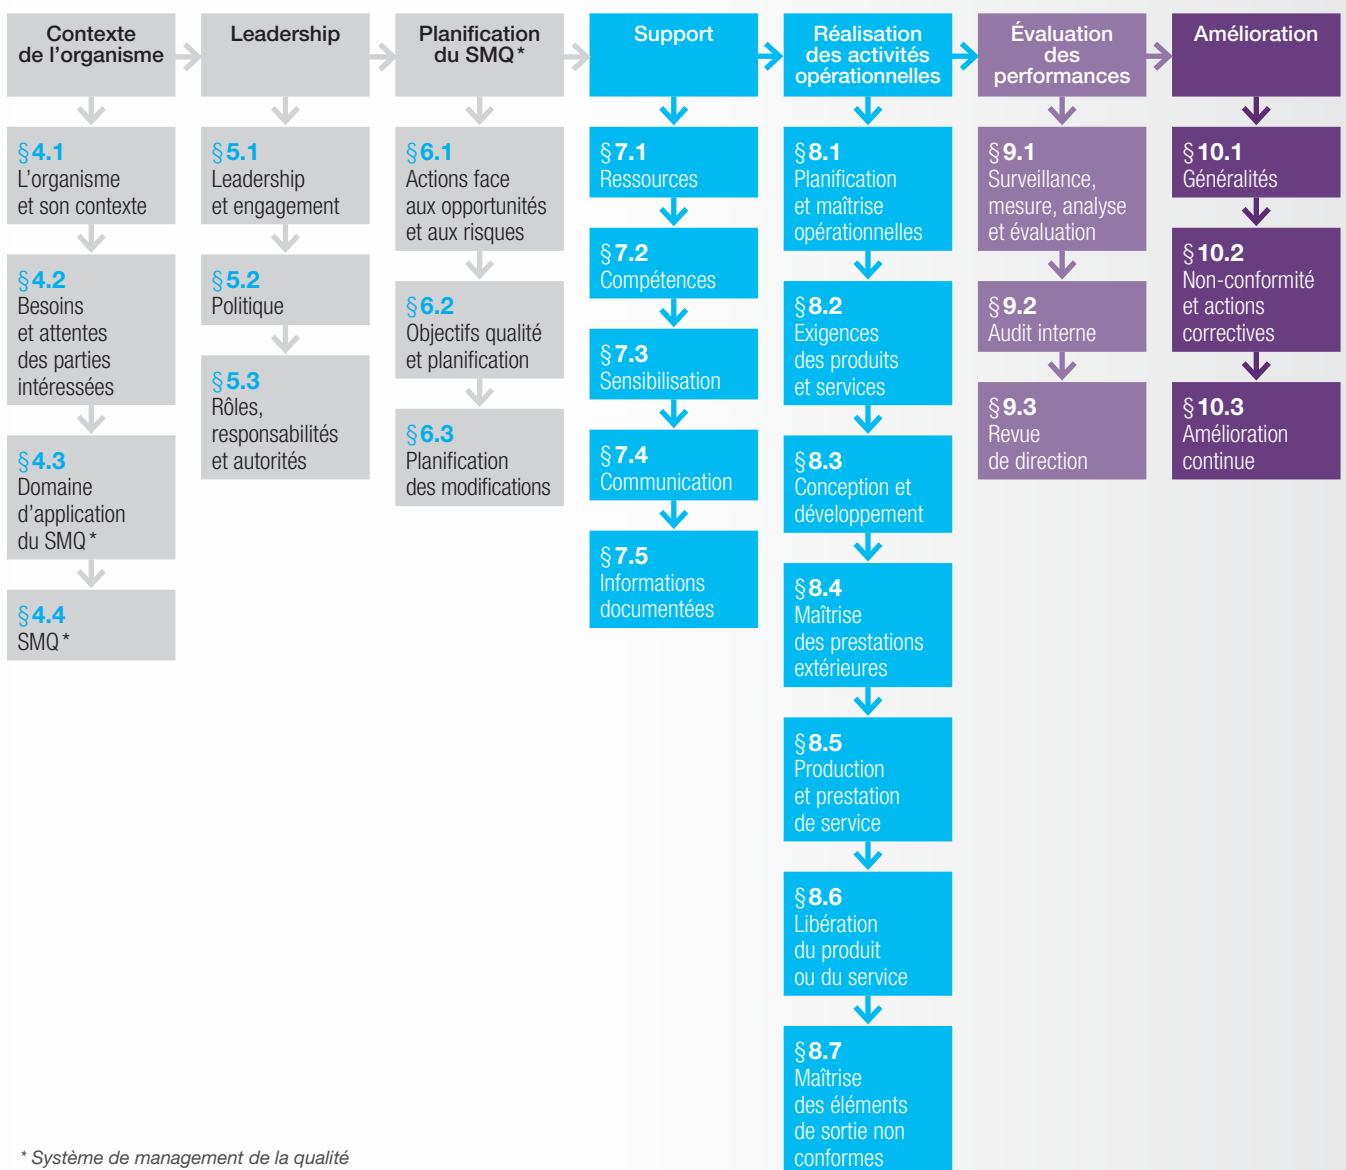 Contexte
de l’organisme
Leadership
Planification
du SMQ *
Support
Réalisation
des activités
opérationnelles
Évaluation
des
performances
Amélioration
§ 4.1
L’organisme
et son contexte
§ 4.2
Besoins
et attentes
des parties
intéressées
§ 4.3
Domaine
d’application
du SMQ *
§ 4.4
SMQ *
§ 5.1
Leadership
et engagement
§ 5.2
Politique
§ 5.3
Rôles,
responsabilités
et autorités
§ 6.1
Actions face
aux opportunités
et aux risques
§ 6.2
Objectifs qualité
et planification
§ 6.3
Planification
des modifications
§ 7.1
Ressources
§ 7.2
Compétences
§ 7.3
Sensibilisation
§ 7.4
Communication
§ 7.5
Informations
documentées
§ 8.1
Planification
et maîtrise
opérationnelles
§ 8.2
Exigences
des produits
et services
§ 8.3
Conception et
développement
§ 8.4
Maîtrise
des prestations
extérieures
§ 8.5
Production
et prestation
de service
§ 8.6
Libération
du produit
ou du service
§ 8.7
Maîtrise
des éléments
de sortie non
conformes
§ 9.1
Surveillance,
mesure, analyse
et évaluation
§ 9.2
Audit interne
§ 9.3
Revue
de direction
§ 10.1
Généralités
§ 10.2
Non-conformité
et actions
correctives
§ 10.3
Amélioration
continue
* Système de management de la qualité